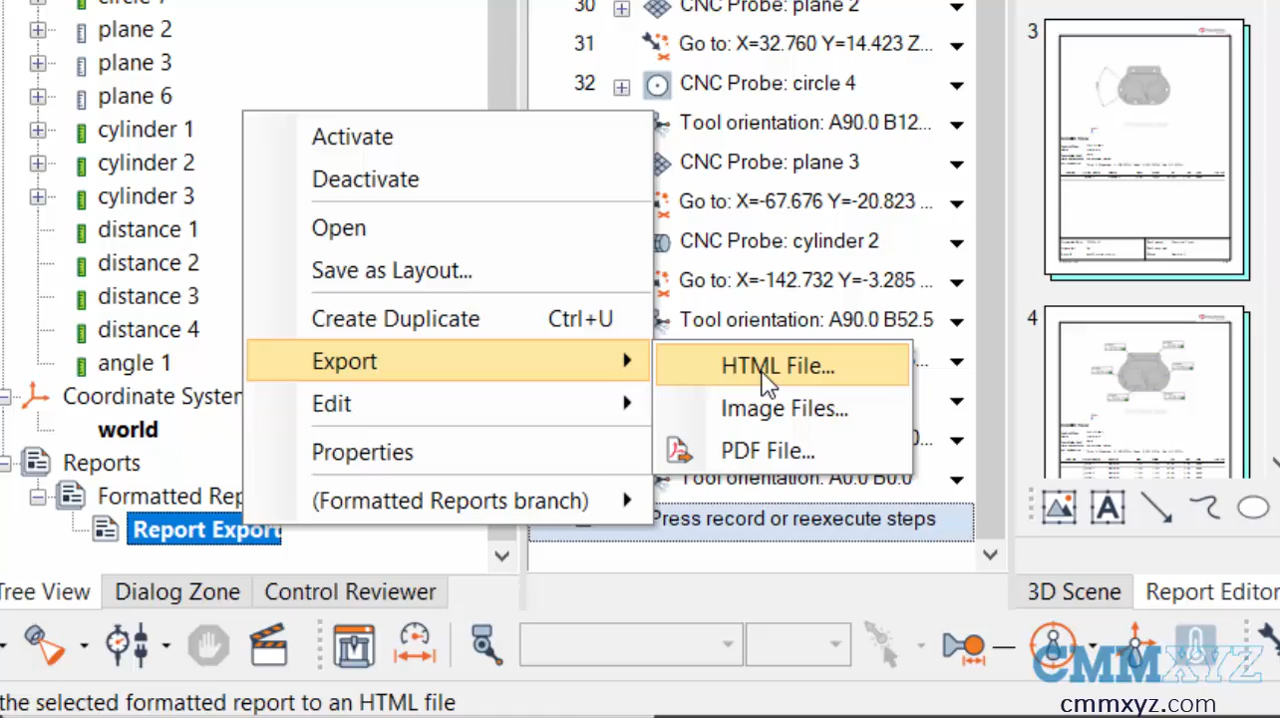 circle 7
plane 2
plane 3
plane 6
cylinder 1
cylinder 2
cylinder 3
distance 1
distance 2
distance 3
distance 4
angle 1
Coordinate System
world
Reports
Formatted Rep
Report Export
Activate
Deactivate
Open
Save as Layout...
Create Duplicate Ctrl+U
Export
Edit
Properties
(Formatted Reports branch)
HTML File...
Image Files...
PDF File...
30 CNC Probe: plane 2
31 Go to: X=32.760 Y=14.423 Z...
32 CNC Probe: circle 4
Tool orientation: A90.0 B12...
CNC Probe: plane 3
Go to: X=-67.676 Y=-20.823 ...
CNC Probe: cylinder 2
Go to: X=-142.732 Y=-3.285 ...
Tool orientation: A90.0 B52.5
0...
Tool orientation: A0.0 B0.0
Press record or reexecute steps
3
4
Tree View
Dialog Zone
Control Reviewer
3D Scene
Report Editor
the selected formatted report to an HTML file
CMMXYZ
cmmxyz.com